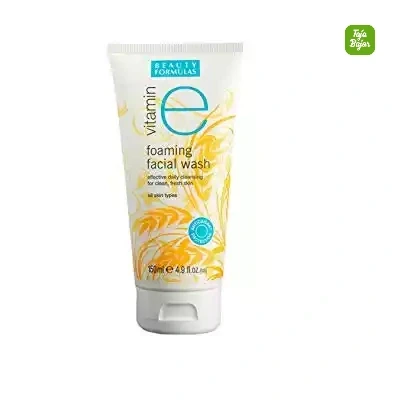 Taja
Bajar
BEAUTY
FORMULAS
vitamin
e
foaming
facial wash
effective daily cleansing
for clean, fresh skin
all skin types
150ml e 4.9 fl.oz.